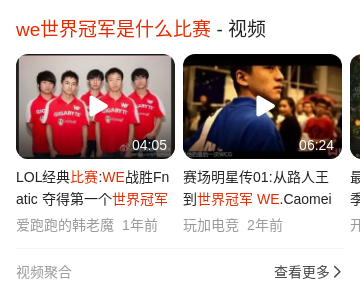 we世界冠军是什么比赛 - 视频
04:05
06:24
LOL经典比赛:WE战胜Fn
atic 夺得第一个世界冠军
爱跑跑的韩老魔 1年前
赛场明星传01:从路人王
到世界冠军 WE.Caomei
玩加电竞 2年前
视频聚合
查看更多